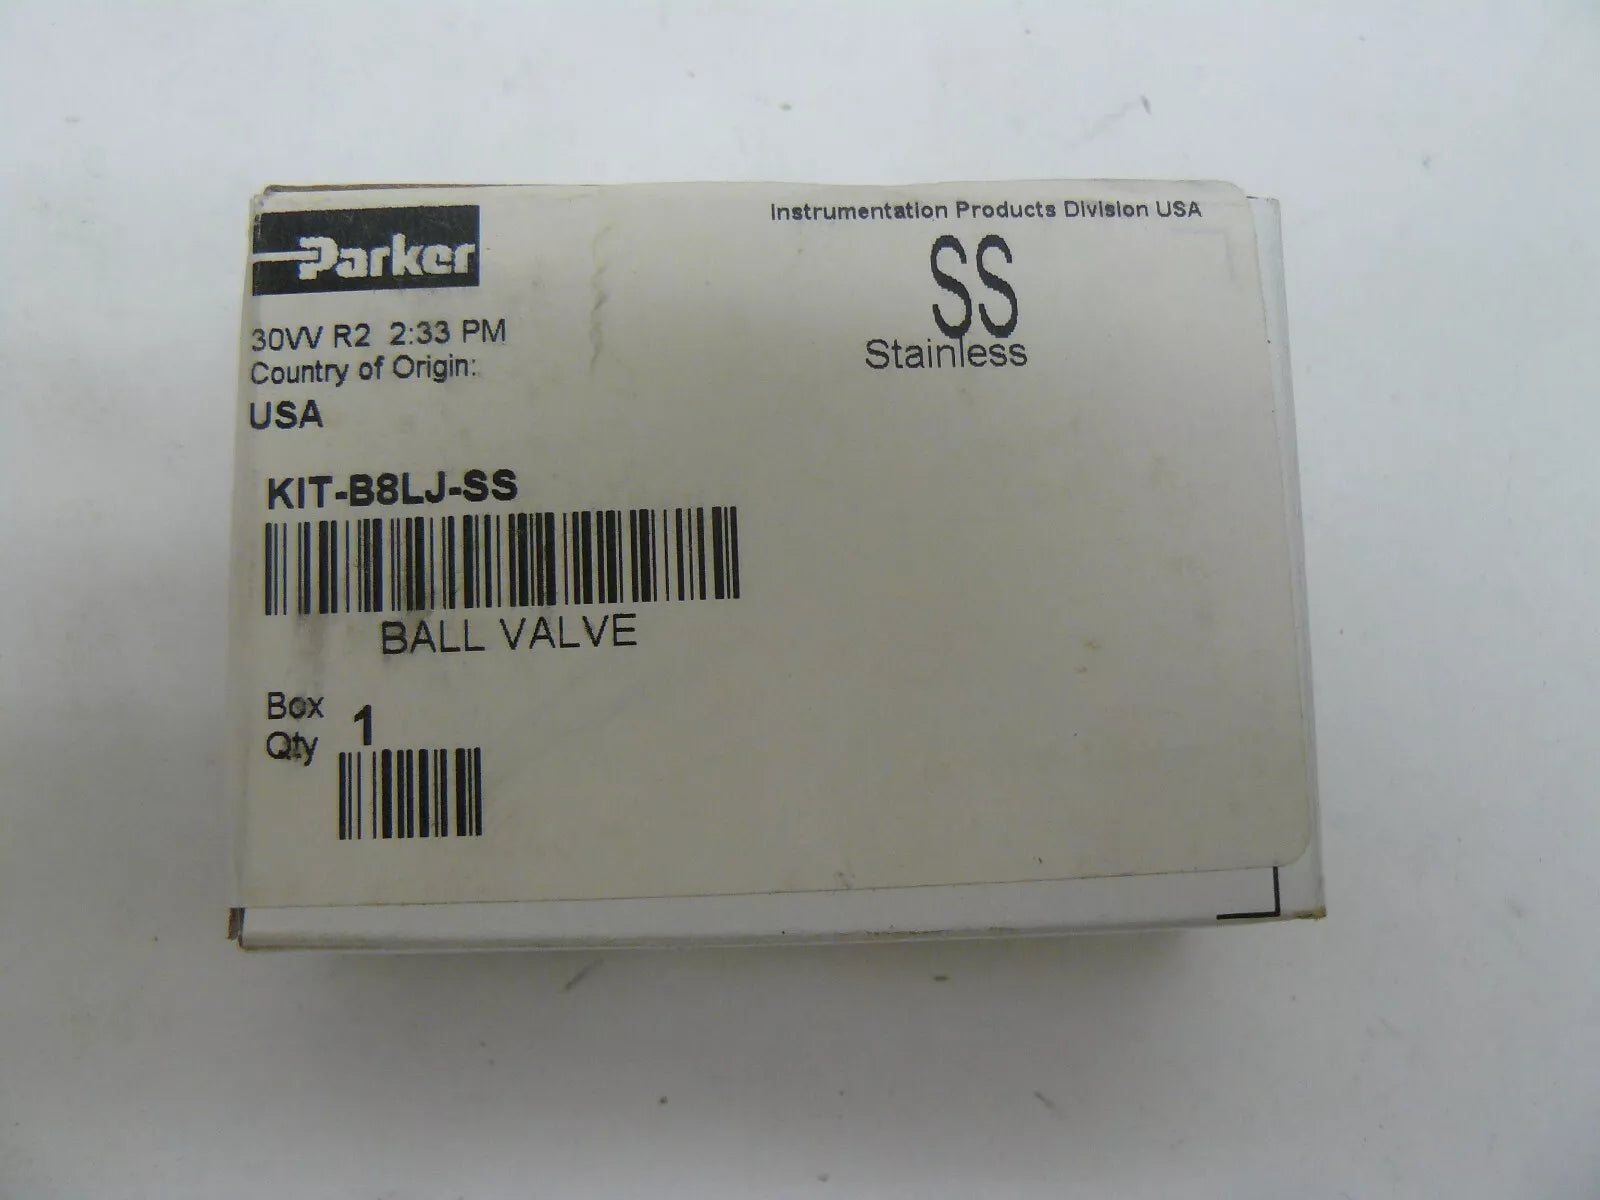 Parker
Instrumentation Products Division USA
SS
Stainless
30VV R2 2:33 PM
Country of Origin:
USA
KIT-B8LJ-SS
BALL VALVE
Box
Qty 1